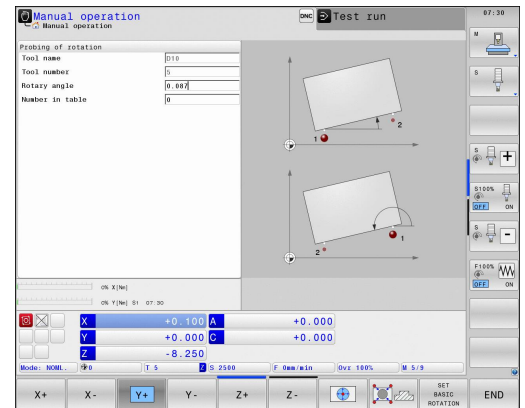 Manual operation
DNC
Test run
07:30
Manual operation
Probing of rotation
Tool name D10
Tool number 5
Rotary angle 0.087
Number in table 0
1
2
1
2
M
S
S
+
S100%
OFF ON
S
-
F100%
OFF ON
0% X[Nm]
0% Y[Nm] S1 07:30
X +0.100 A +0.000
Y +0.000 C +0.000
Z -8.250
Mode: NOML. 0 T 5 Z S 2500 F 0mm/min Ovr 100% M 5/9
X+ X- Y+ Y- Z+ Z- SET BASIC ROTATION END